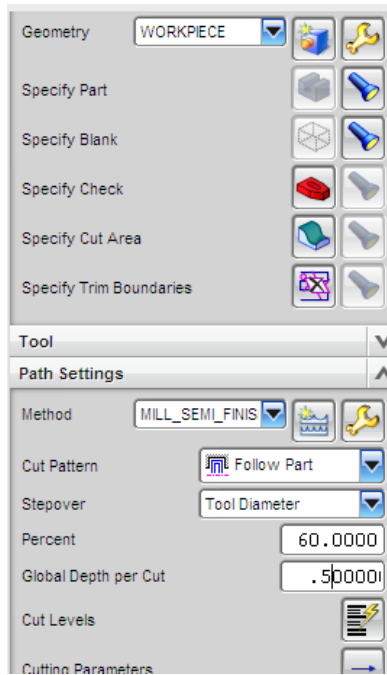 Geometry WORKPIECE
Specify Part
Specify Blank
Specify Check
Specify Cut Area
Specify Trim Boundaries
Tool
Path Settings
Method MILL_SEMI_FINIS
Cut Pattern Follow Part
Stepover Tool Diameter
Percent 60.0000
Global Depth per Cut .50000
Cut Levels
Cutting Parameters